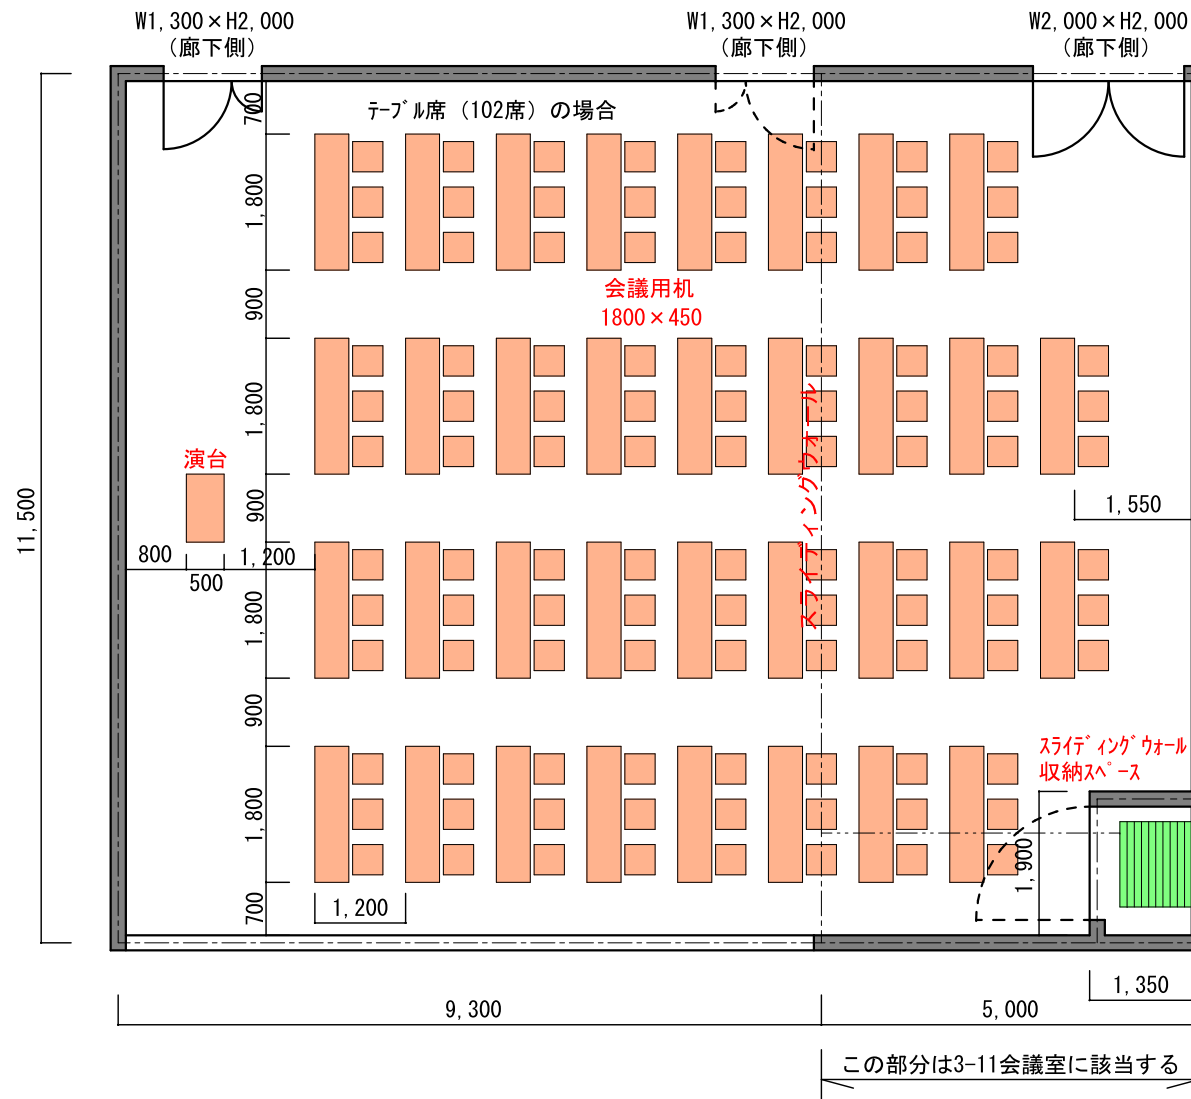 W1,300×H2,000
(廊下側)
W1,300×H2,000
(廊下側)
W2,000×H2,000
(廊下側)
ﾃｰﾌﾞﾙ席 (102席) の場合
700
1,800
900
1,800
900
1,800
900
1,800
700
会議用机
1800×450
スライディングウォール
演台
11,500
800
500
1,200
1,550
ｽﾗｲﾃﾞｨﾝｸﾞｳｫｰﾙ
収納ｽﾍﾟｰｽ
1,900
1,200
1,350
9,300
5,000
この部分は3-11会議室に該当する